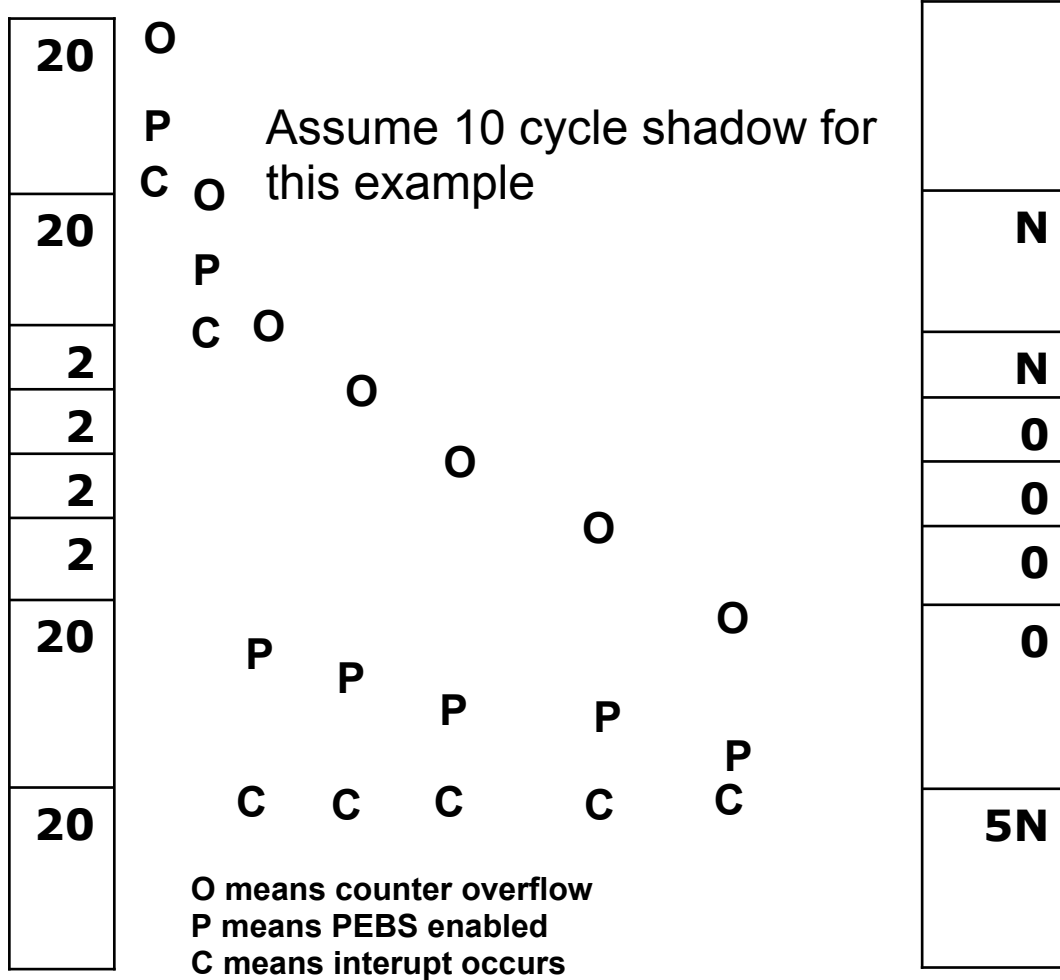 O
20
P Assume 10 cycle shadow for
C O this example
20 N
P
C O
2 N
O
2 0
O
2 0
O
2 0
O
20 0
P
P
P P
P
C C C C C
20 5N
O means counter overflow
P means PEBS enabled
C means interupt occurs